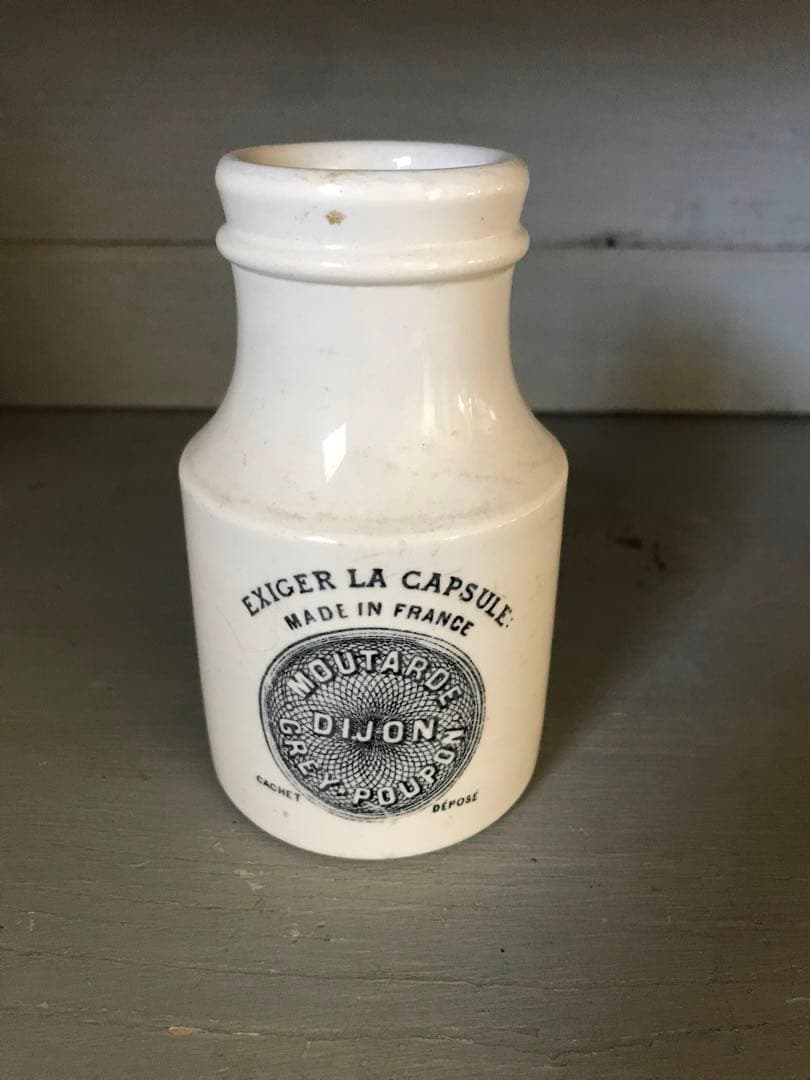 EXIGER LA CAPSULE:
MADE IN FRANCE
MOUTARDE
DIJON
GREY-POUPON
CACHET DÉPOSÉ